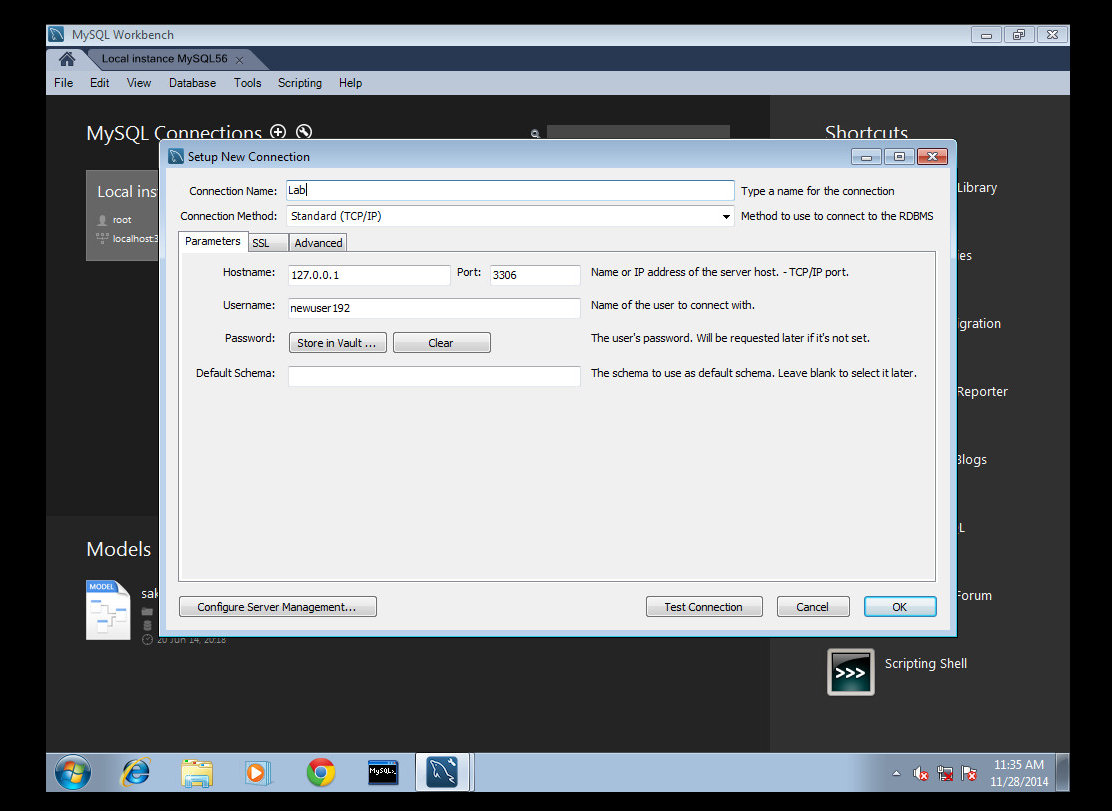 MySQL Workbench
Local instance MySQL56
File Edit View Database Tools Scripting Help
MySQL Connections
Shortcuts
Setup New Connection
Local ins
root
localhost:3
Connection Name: Lab Type a name for the connection
Connection Method: Standard (TCP/IP) Method to use to connect to the RDBMS
Parameters SSL Advanced
Hostname: 127.0.0.1 Port: 3306 Name or IP address of the server host. - TCP/IP port.
Username: newuser192 Name of the user to connect with.
Password: Store in Vault ... Clear The user's password. Will be requested later if it's not set.
Default Schema: The schema to use as default schema. Leave blank to select it later.
Library
es
gration
Reporter
Blogs
L
Forum
Configure Server Management... Test Connection Cancel OK
Models
MODEL
sak
20 Jun 14, 20:18
>>> Scripting Shell
MySQL
11:35 AM
11/28/2014